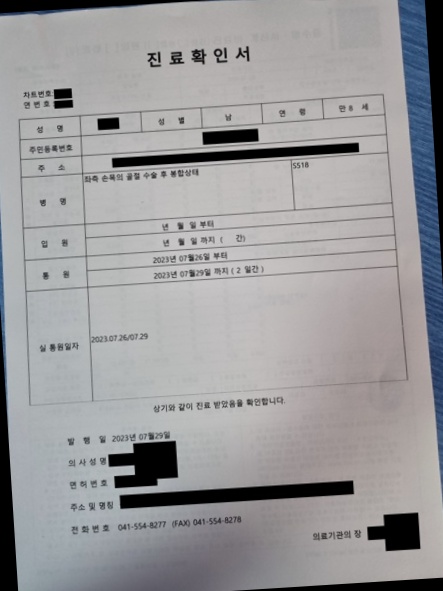 진료확인서
차트번호:
연 번 호 :
성 명 성 별 남 연 령 만 8 세
주민등록번호
주 소
병 명 좌측 손목의 골절 수술 후 봉합상태 S518
입 원 년 월 일 부터
년 월 일 까지 ( 간)
통 원 2023년 07월26일 부터
2023년 07월29일 까지 ( 2 일간 )
실 통원일자 2023.07.26/07.29
상기와 같이 진료 받았음을 확인합니다.
발 행 일 2023년 07월29일
의 사 성 명
면 허 번 호
주소 및 명칭
전 화 번 호 041-554-8277 (FAX) 041-554-8278
의료기관의 장